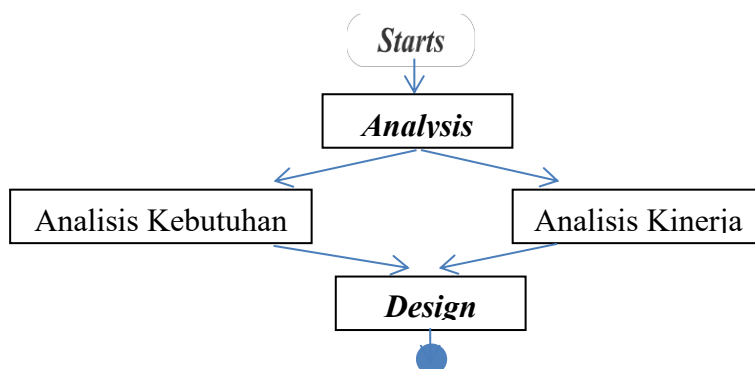 Starts
Analysis
Analisis Kebutuhan
Analisis Kinerja
Design